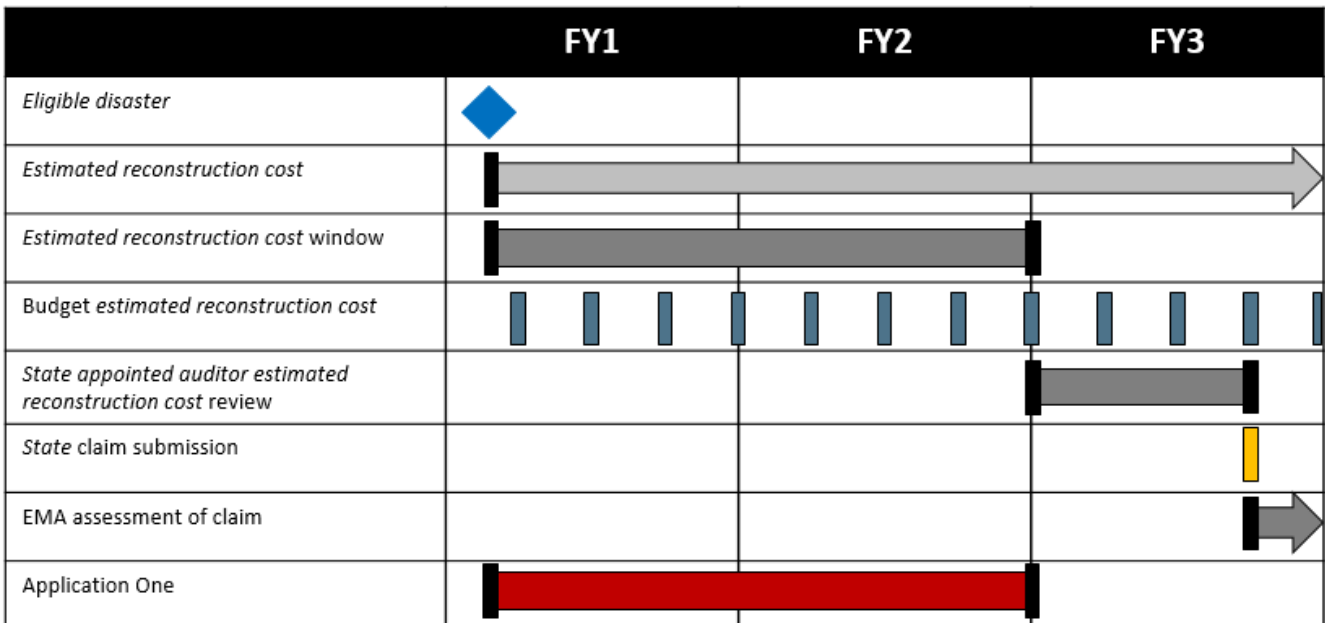 FY1 FY2 FY3
Eligible disaster
Estimated reconstruction cost
Estimated reconstruction cost window
Budget estimated reconstruction cost
State appointed auditor estimated
reconstruction cost review
State claim submission
EMA assessment of claim
Application One